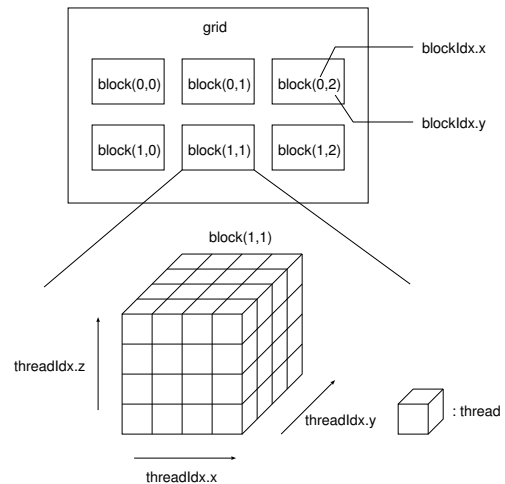 grid
blockIdx.x
block(0,0)
block(0,1)
block(0,2)
blockIdx.y
block(1,0)
block(1,1)
block(1,2)
block(1,1)
threadIdx.z
threadIdx.y
: thread
threadIdx.x